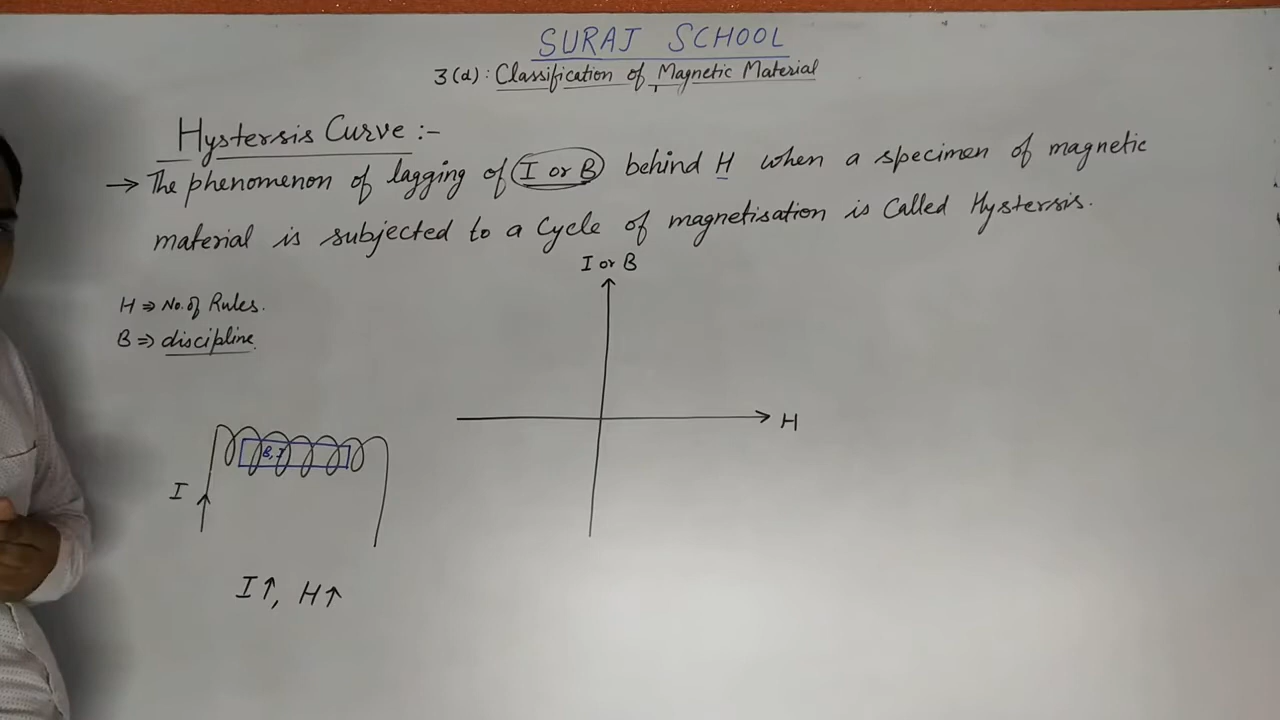 SURAJ SCHOOL
3(d): Classification of Magnetic Material
Hystersis Curve :-
→ The phenomenon of lagging of I or B behind H when a specimen of magnetic
material is subjected to a Cycle of magnetisation is Called Hystersis.
I or B
H ⇒ No. of Rules.
B ⇒ discipline
H
B, I
I
I↑, H↑